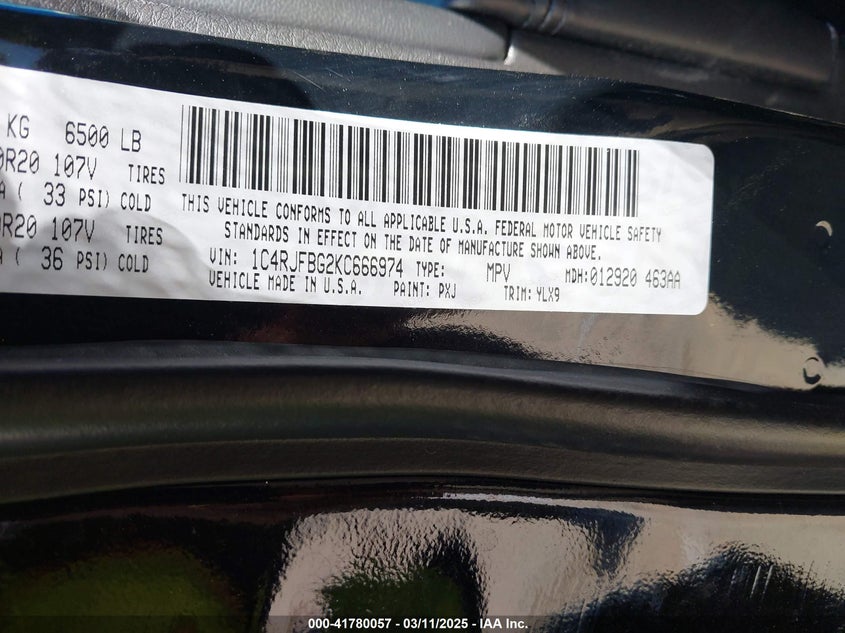 KG 6500 LB
0R20 107V TIRES
A ( 33 PSI) COLD
0R20 107V TIRES
A ( 36 PSI) COLD
THIS VEHICLE CONFORMS TO ALL APPLICABLE U.S.A. FEDERAL MOTOR VEHICLE SAFETY
STANDARDS IN EFFECT ON THE DATE OF MANUFACTURE SHOWN ABOVE.
VIN: 1C4RJFBG2KC666974 TYPE: MPV MDH:012920 463AA
VEHICLE MADE IN U.S.A. PAINT: PXJ TRIM: YLX9
000-41780057 - 03/11/2025 - IAA Inc.